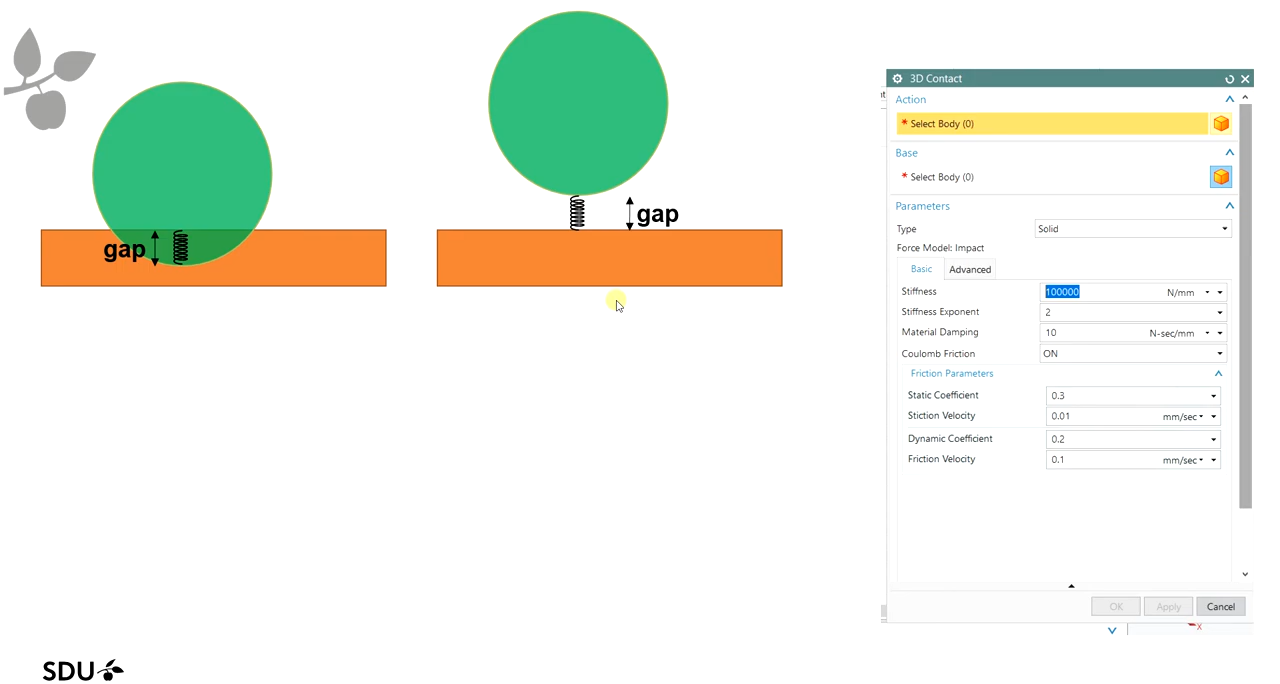 gap
gap
3D Contact
Action
* Select Body (0)
Base
* Select Body (0)
Parameters
Type Solid
Force Model: Impact
Basic Advanced
Stiffness 100000 N/mm
Stiffness Exponent 2
Material Damping 10 N-sec/mm
Coulomb Friction ON
Friction Parameters
Static Coefficient 0.3
Stiction Velocity 0.01 mm/sec
Dynamic Coefficient 0.2
Friction Velocity 0.1 mm/sec
OK Apply Cancel
X
SDU